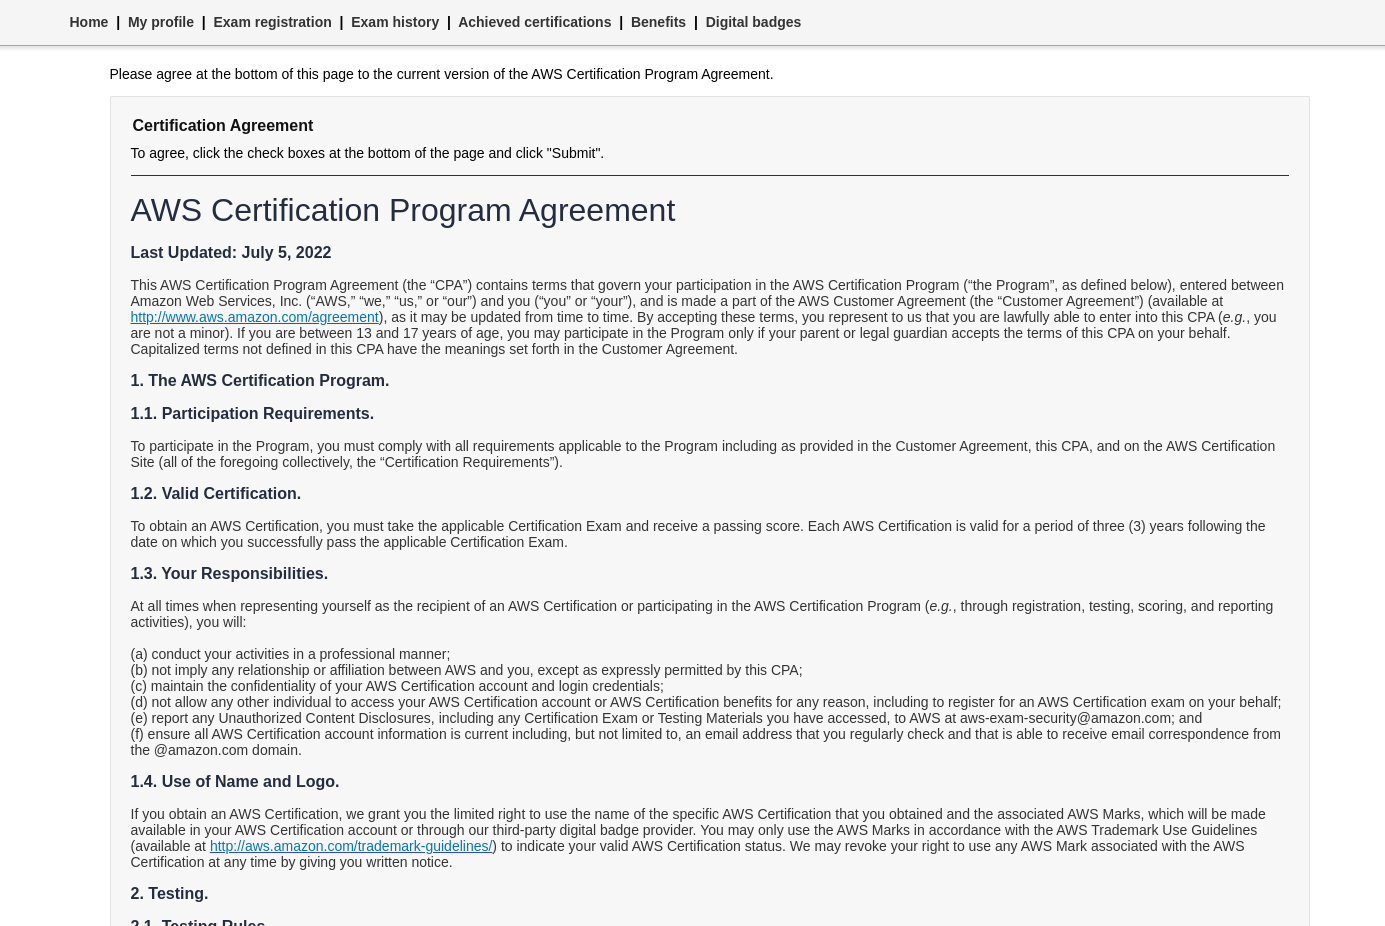 Home | My profile | Exam registration | Exam history | Achieved certifications | Benefits | Digital badges
Please agree at the bottom of this page to the current version of the AWS Certification Program Agreement.
Certification Agreement
To agree, click the check boxes at the bottom of the page and click "Submit".
AWS Certification Program Agreement
Last Updated: July 5, 2022
This AWS Certification Program Agreement (the “CPA”) contains terms that govern your participation in the AWS Certification Program (“the Program”, as defined below), entered between
Amazon Web Services, Inc. (“AWS,” “we,” “us,” or “our”) and you (“you” or “your”), and is made a part of the AWS Customer Agreement (the “Customer Agreement”) (available at
http://www.aws.amazon.com/agreement), as it may be updated from time to time. By accepting these terms, you represent to us that you are lawfully able to enter into this CPA (e.g., you
are not a minor). If you are between 13 and 17 years of age, you may participate in the Program only if your parent or legal guardian accepts the terms of this CPA on your behalf.
Capitalized terms not defined in this CPA have the meanings set forth in the Customer Agreement.
1. The AWS Certification Program.
1.1. Participation Requirements.
To participate in the Program, you must comply with all requirements applicable to the Program including as provided in the Customer Agreement, this CPA, and on the AWS Certification
Site (all of the foregoing collectively, the “Certification Requirements”).
1.2. Valid Certification.
To obtain an AWS Certification, you must take the applicable Certification Exam and receive a passing score. Each AWS Certification is valid for a period of three (3) years following the
date on which you successfully pass the applicable Certification Exam.
1.3. Your Responsibilities.
At all times when representing yourself as the recipient of an AWS Certification or participating in the AWS Certification Program (e.g., through registration, testing, scoring, and reporting
activities), you will:
(a) conduct your activities in a professional manner;
(b) not imply any relationship or affiliation between AWS and you, except as expressly permitted by this CPA;
(c) maintain the confidentiality of your AWS Certification account and login credentials;
(d) not allow any other individual to access your AWS Certification account or AWS Certification benefits for any reason, including to register for an AWS Certification exam on your behalf;
(e) report any Unauthorized Content Disclosures, including any Certification Exam or Testing Materials you have accessed, to AWS at aws-exam-security@amazon.com; and
(f) ensure all AWS Certification account information is current including, but not limited to, an email address that you regularly check and that is able to receive email correspondence from
the @amazon.com domain.
1.4. Use of Name and Logo.
If you obtain an AWS Certification, we grant you the limited right to use the name of the specific AWS Certification that you obtained and the associated AWS Marks, which will be made
available in your AWS Certification account or through our third-party digital badge provider. You may only use the AWS Marks in accordance with the AWS Trademark Use Guidelines
(available at http://aws.amazon.com/trademark-guidelines/) to indicate your valid AWS Certification status. We may revoke your right to use any AWS Mark associated with the AWS
Certification at any time by giving you written notice.
2. Testing.
2.1. Testing Rules.